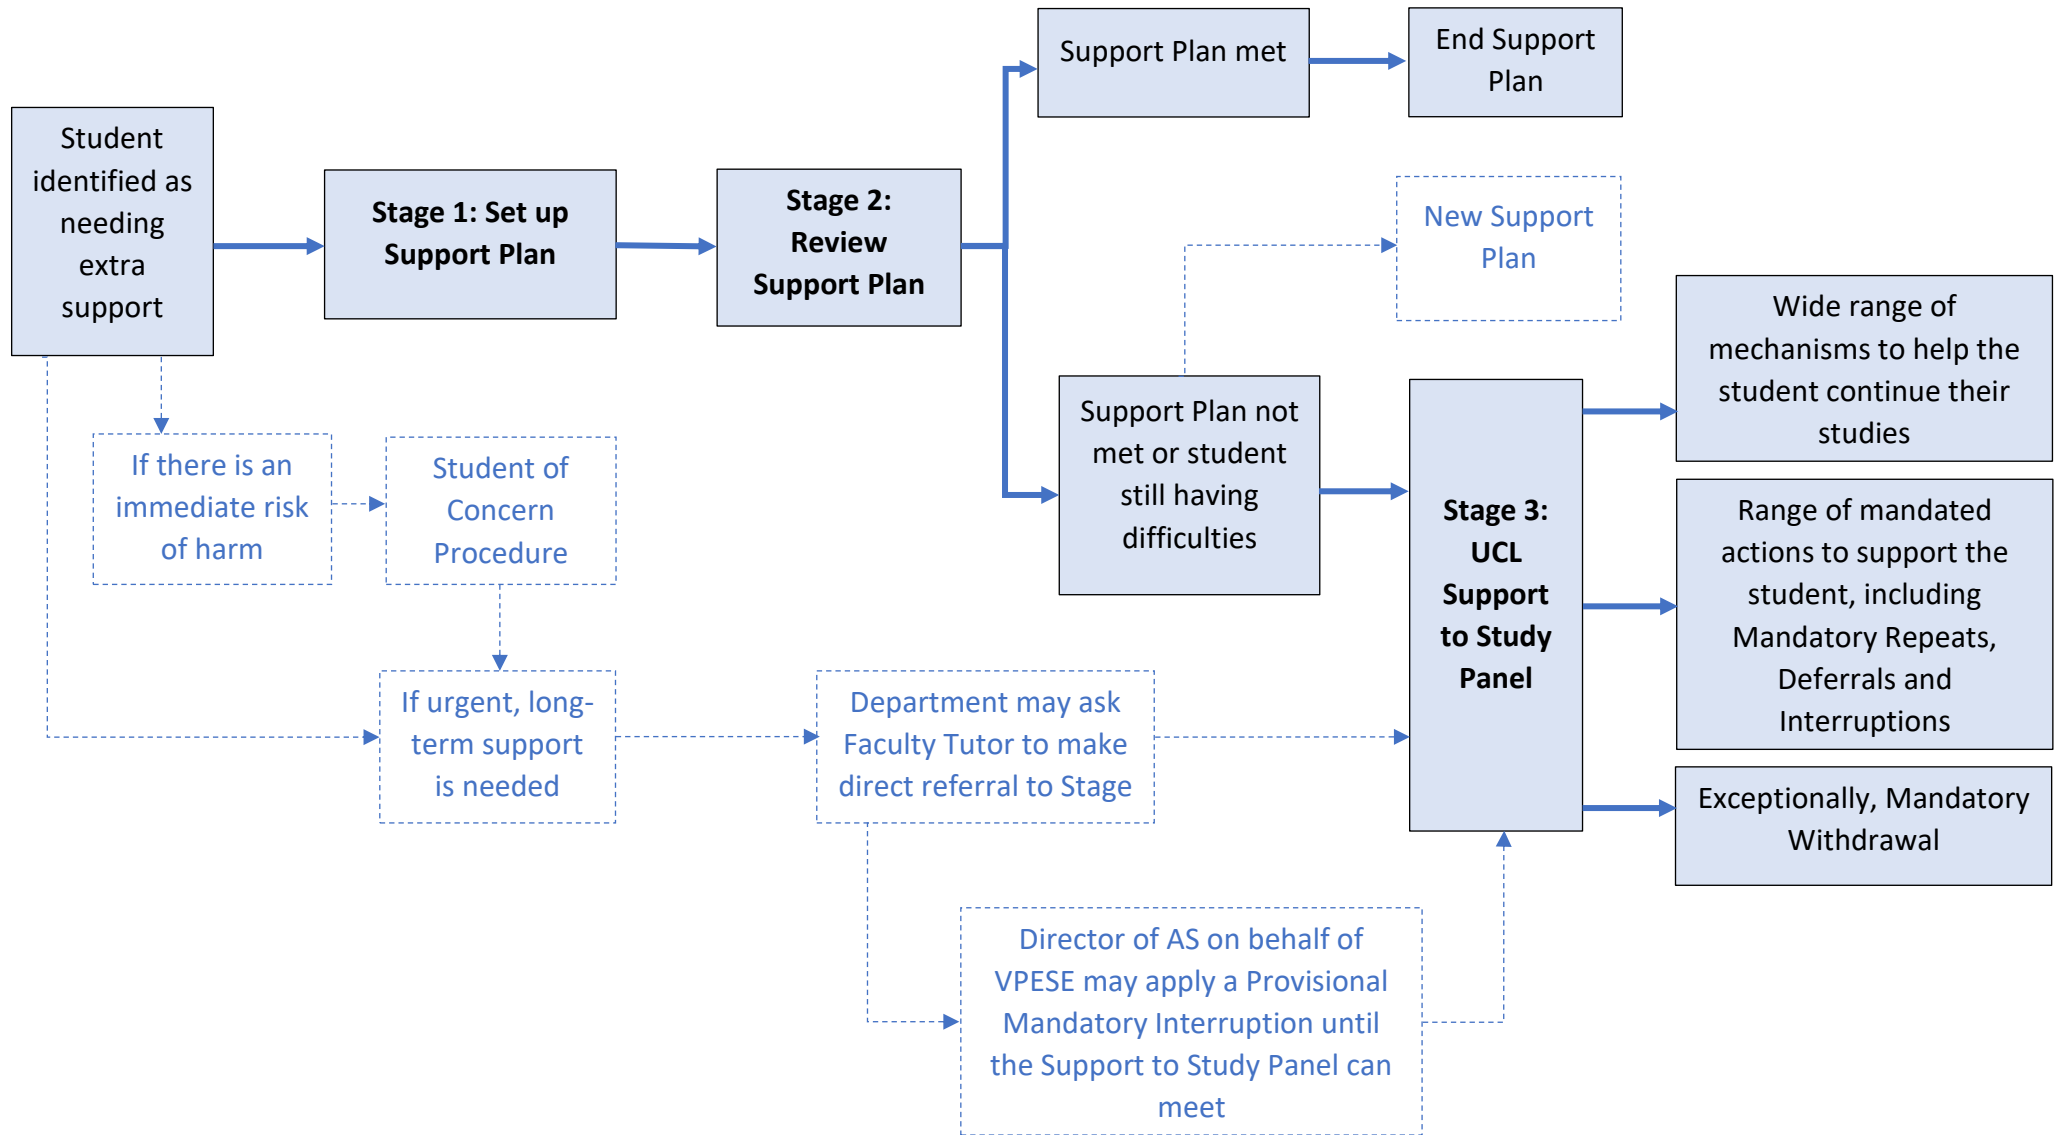 Student
identified as
needing
extra
support
Stage 1: Set up
Support Plan
Stage 2:
Review
Support Plan
Support Plan met
End Support
Plan
New Support
Plan
Support Plan not
met or student
still having
difficulties
Stage 3:
UCL
Support
to Study
Panel
Wide range of
mechanisms to help the
student continue their
studies
Range of mandated
actions to support the
student, including
Mandatory Repeats,
Deferrals and
Interruptions
Exceptionally, Mandatory
Withdrawal
If there is an
immediate risk
of harm
Student of
Concern
Procedure
If urgent, long-
term support
is needed
Department may ask
Faculty Tutor to make
direct referral to Stage
Director of AS on behalf of
VPESE may apply a Provisional
Mandatory Interruption until
the Support to Study Panel can
meet